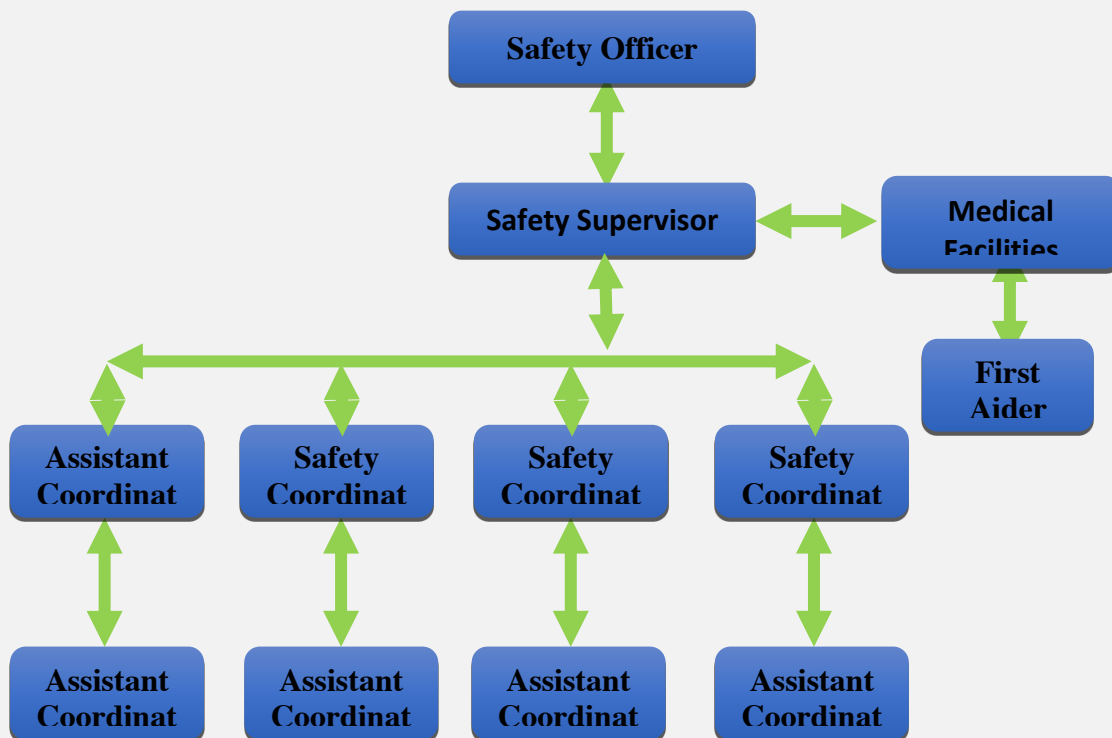 Safety Officer
Safety Supervisor
Medical
Facilities
First
Aider
Assistant
Coordinat
Safety
Coordinat
Safety
Coordinat
Safety
Coordinat
Assistant
Coordinat
Assistant
Coordinat
Assistant
Coordinat
Assistant
Coordinat